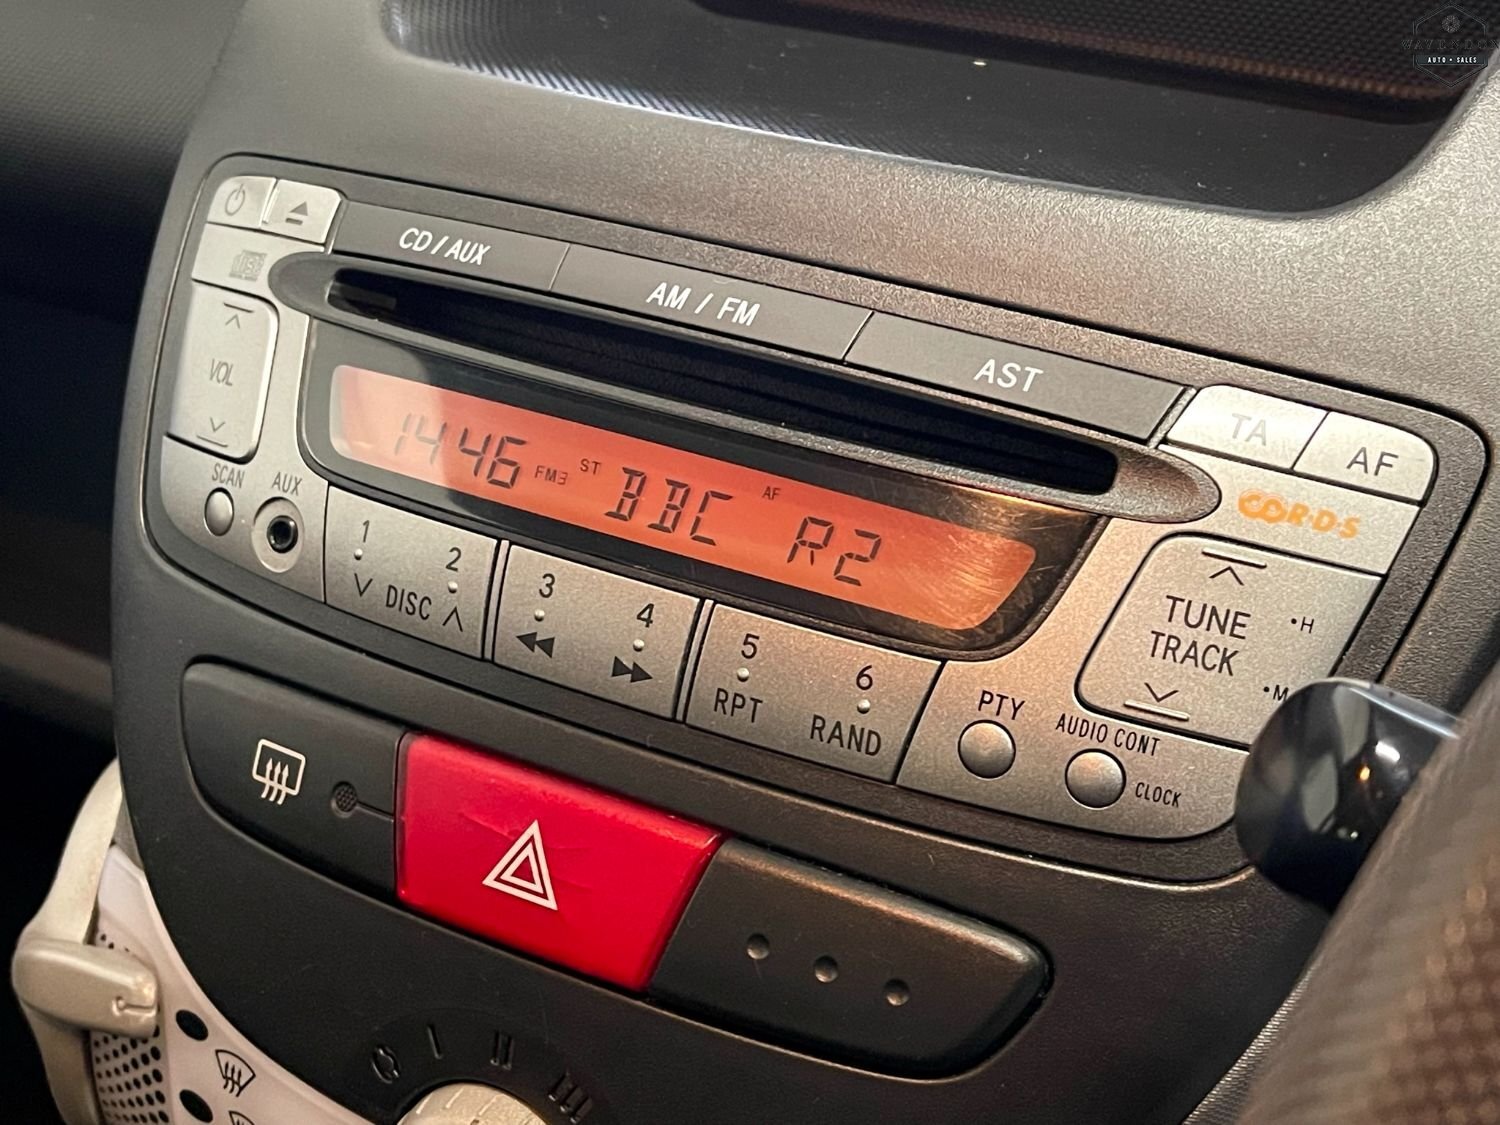 WAVENDON
AUTO • SALES
CD / AUX
AM / FM
AST
TA
AF
VOL
14 46 FM3 ST BBC AF R2
R·D·S
SCAN
AUX
1
2
DISC
3
4
5
RPT
6
RAND
TUNE
TRACK
•H
•M
PTY
AUDIO CONT
CLOCK